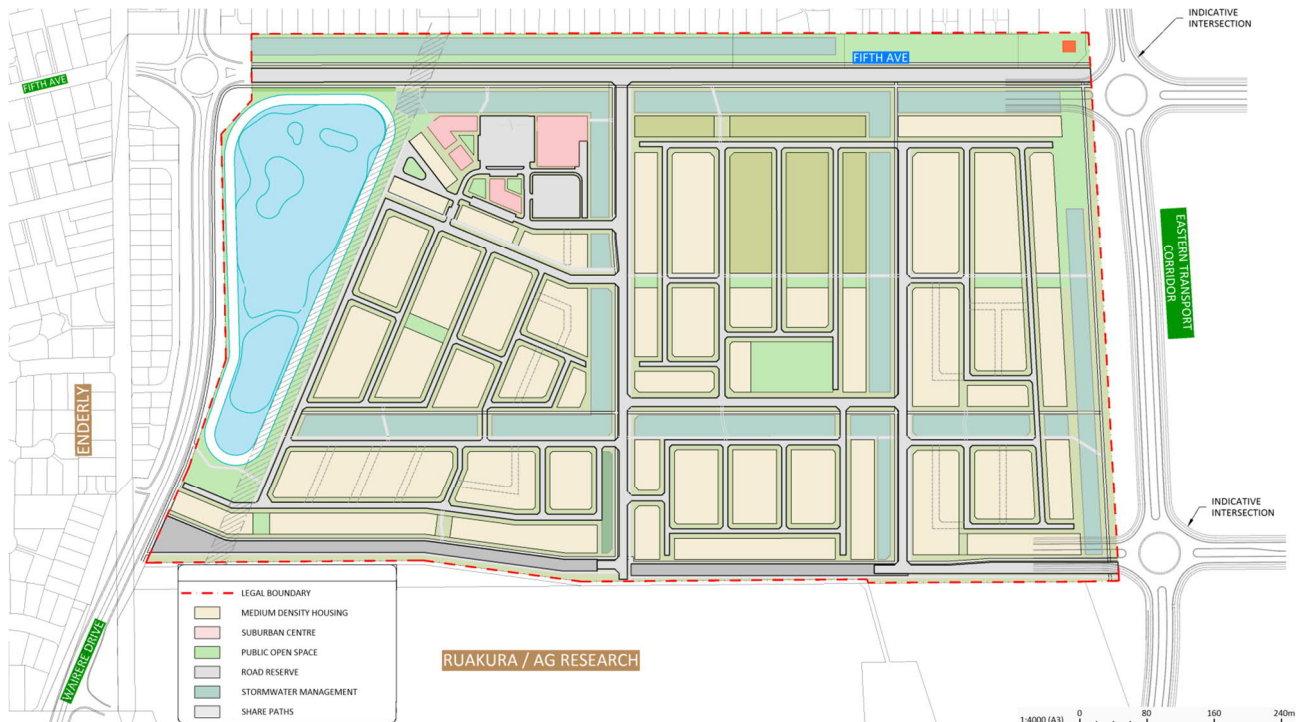 INDICATIVE
INTERSECTION
FIFTH AVE
FIFTH AVE
EASTERN TRANSPORT
CORRIDOR
ENDERLY
INDICATIVE
INTERSECTION
LEGAL BOUNDARY
MEDIUM DENSITY HOUSING
SUBURBAN CENTRE
PUBLIC OPEN SPACE
ROAD RESERVE
STORMWATER MANAGEMENT
SHARE PATHS
WAIRERE DRIVE
RUAKURA / AG RESEARCH
1:4000 (A3) 0 80 160 240m